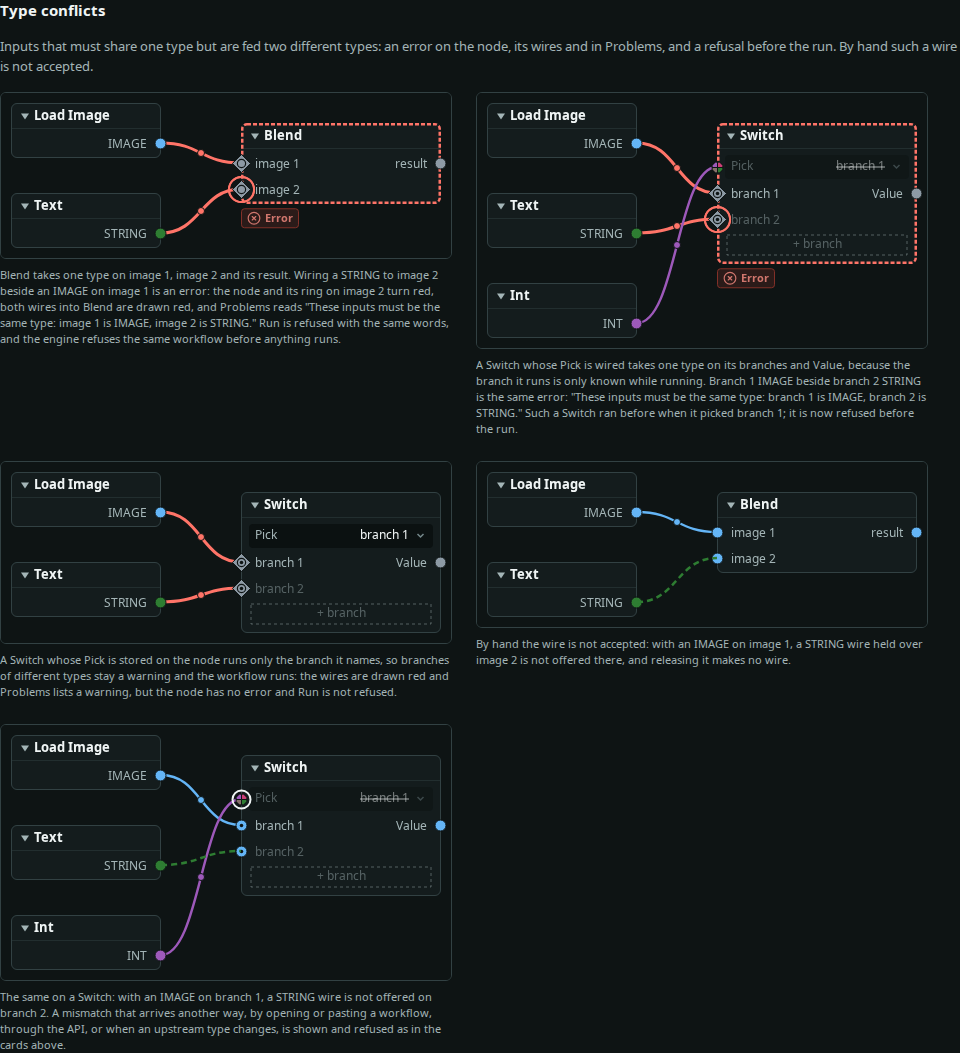 Type conflicts
Inputs that must share one type but are fed two different types: an error on the node, its wires and in Problems, and a refusal before the run. By hand such a wire
is not accepted.
Load Image
IMAGE
Text
STRING
Blend
image 1 result
image 2
Error
Blend takes one type on image 1, image 2 and its result. Wiring a STRING to image 2
beside an IMAGE on image 1 is an error: the node and its ring on image 2 turn red,
both wires into Blend are drawn red, and Problems reads "These inputs must be the
same type: image 1 is IMAGE, image 2 is STRING." Run is refused with the same words,
and the engine refuses the same workflow before anything runs.
Load Image
IMAGE
Text
STRING
Int
INT
Switch
Pick branch 1
branch 1 Value
branch 2
+ branch
Error
A Switch whose Pick is wired takes one type on its branches and Value, because the
branch it runs is only known while running. Branch 1 IMAGE beside branch 2 STRING
is the same error: "These inputs must be the same type: branch 1 is IMAGE, branch 2 is
STRING." Such a Switch ran before when it picked branch 1; it is now refused before
the run.
Load Image
IMAGE
Text
STRING
Switch
Pick branch 1
branch 1 Value
branch 2
+ branch
A Switch whose Pick is stored on the node runs only the branch it names, so branches
of different types stay a warning and the workflow runs: the wires are drawn red and
Problems lists a warning, but the node has no error and Run is not refused.
Load Image
IMAGE
Text
STRING
Blend
image 1 result
image 2
By hand the wire is not accepted: with an IMAGE on image 1, a STRING wire held over
image 2 is not offered there, and releasing it makes no wire.
Load Image
IMAGE
Text
STRING
Int
INT
Switch
Pick branch 1
branch 1 Value
branch 2
+ branch
The same on a Switch: with an IMAGE on branch 1, a STRING wire is not offered on
branch 2. A mismatch that arrives another way, by opening or pasting a workflow,
through the API, or when an upstream type changes, is shown and refused as in the
cards above.